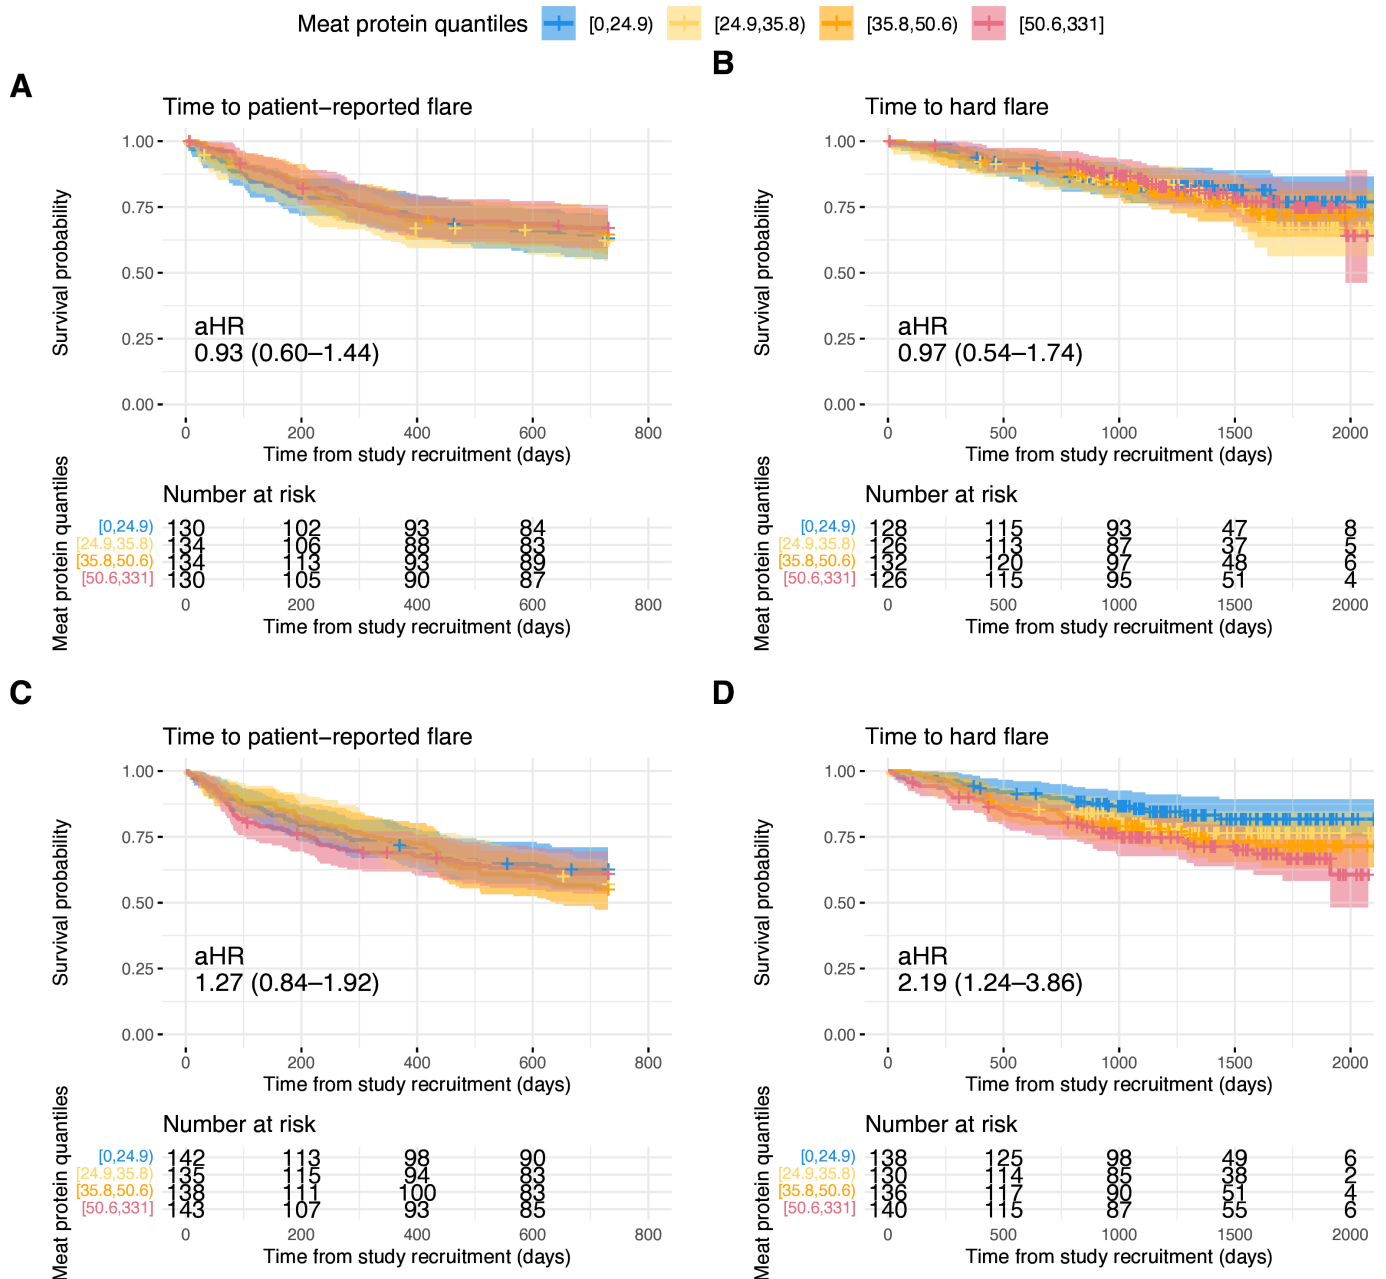 Meat protein quantiles [0,24.9) [24.9,35.8) [35.8,50.6) [50.6,331]
A
Time to patient–reported flare
Survival probability
1.00
0.75
0.50
0.25
0.00
aHR
0.93 (0.60–1.44)
0 200 400 600 800
Time from study recruitment (days)
Number at risk
Meat protein quantiles
[0,24.9) 130 102 93 84
[24.9,35.8) 134 106 88 83
[35.8,50.6) 134 113 93 89
[50.6,331] 130 105 90 87
0 200 400 600 800
Time from study recruitment (days)
B
Time to hard flare
Survival probability
1.00
0.75
0.50
0.25
0.00
aHR
0.97 (0.54–1.74)
0 500 1000 1500 2000
Time from study recruitment (days)
Number at risk
Meat protein quantiles
[0,24.9) 128 115 93 47 8
[24.9,35.8) 126 113 87 37 5
[35.8,50.6) 132 120 97 48 6
[50.6,331] 126 115 95 51 4
0 500 1000 1500 2000
Time from study recruitment (days)
C
Time to patient–reported flare
Survival probability
1.00
0.75
0.50
0.25
0.00
aHR
1.27 (0.84–1.92)
0 200 400 600 800
Time from study recruitment (days)
Number at risk
Meat protein quantiles
[0,24.9) 142 113 98 90
[24.9,35.8) 135 115 94 83
[35.8,50.6) 138 111 100 83
[50.6,331] 143 107 93 85
0 200 400 600 800
Time from study recruitment (days)
D
Time to hard flare
Survival probability
1.00
0.75
0.50
0.25
0.00
aHR
2.19 (1.24–3.86)
0 500 1000 1500 2000
Time from study recruitment (days)
Number at risk
Meat protein quantiles
[0,24.9) 138 125 98 49 6
[24.9,35.8) 130 114 85 38 2
[35.8,50.6) 136 117 90 51 4
[50.6,331] 140 115 87 55 6
0 500 1000 1500 2000
Time from study recruitment (days)